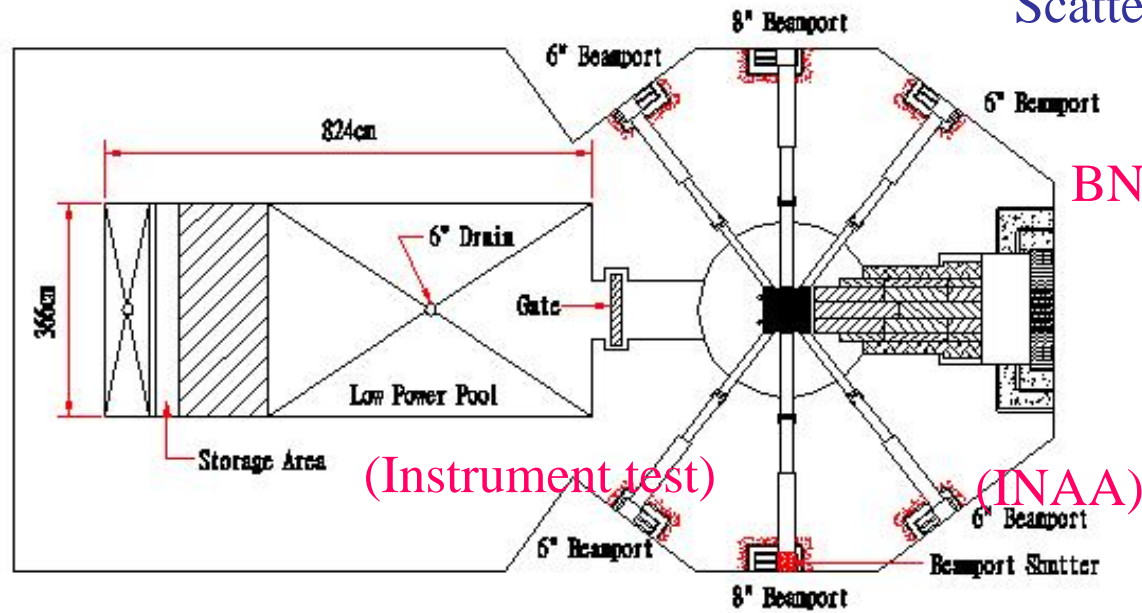 Scatte
8" Beamport
6" Beamport
6" Beamport
824cm
BN
6" Drain
366cm
Gate
Low Power Pool
Storage Area
(Instrument test)
(INAA)
6" Beamport
6" Beamport
Beamport Shutter
8" Beamport